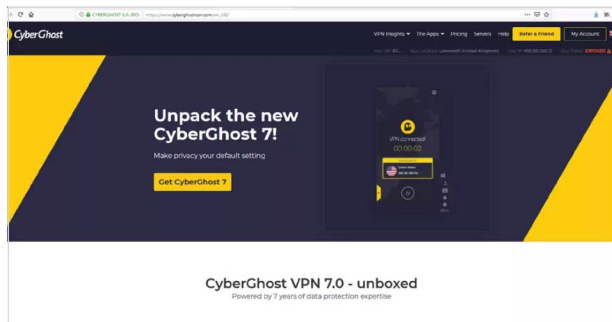 CYBERGHOST S.A. (RO)
CyberGhost
VPN Insights
The Apps
Pricing
Servers
Help
Refer a Friend
My Account
Unpack the new
CyberGhost 7!
Make privacy your default setting
Get CyberGhost 7
VPN connected!
00:00:02
CyberGhost VPN 7.0 - unboxed
Powered by 7 years of data protection expertise